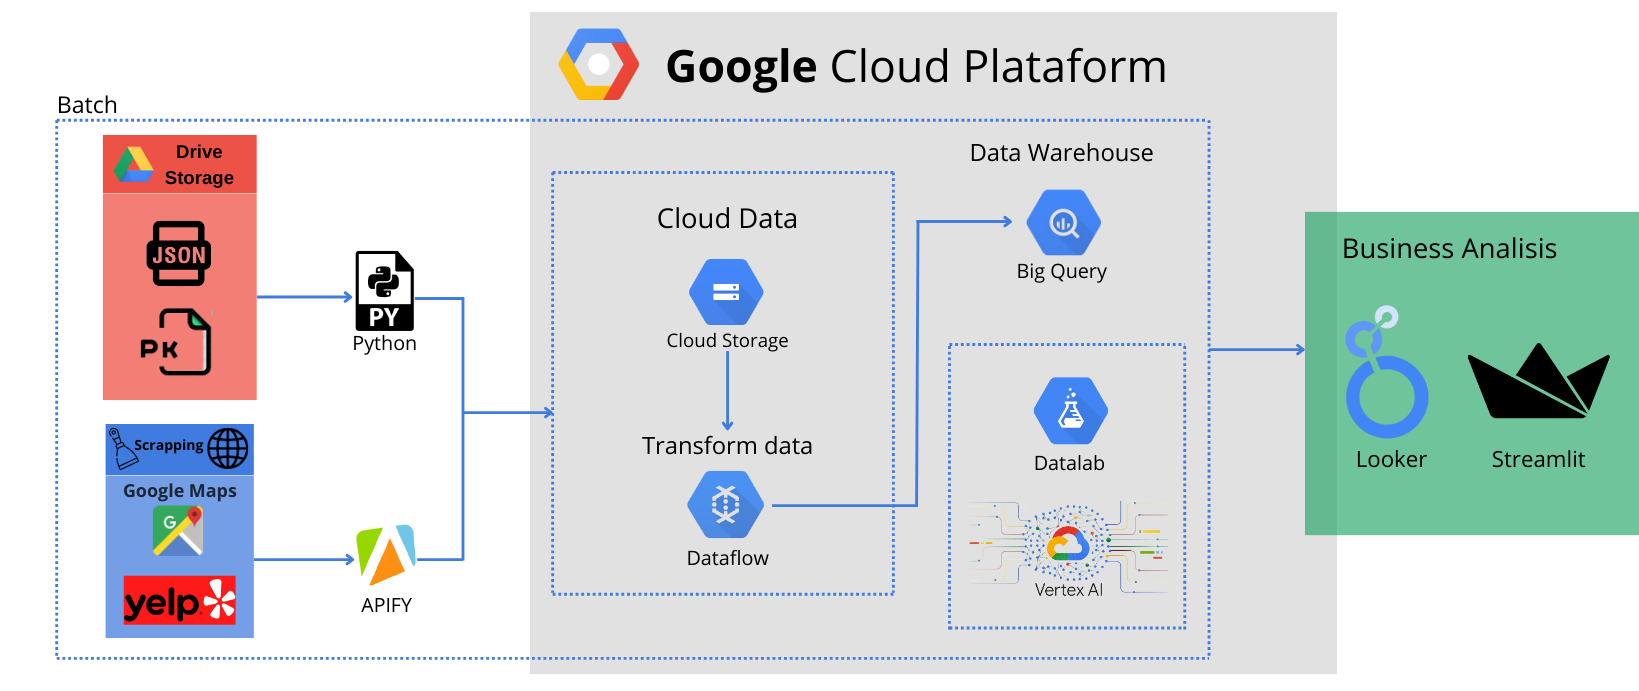 Google Cloud Plataform
Batch
Drive
Storage
JSON
PK
PY
Python
Scrapping
Google Maps
G
yelp
APIFY
Cloud Data
Cloud Storage
Transform data
Dataflow
Data Warehouse
Big Query
Datalab
Vertex AI
Business Analisis
Looker
Streamlit